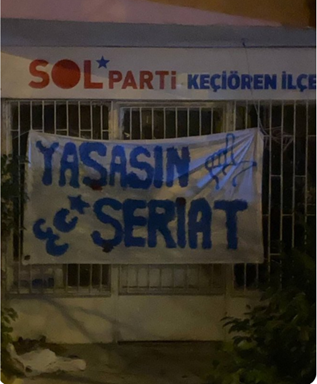 SOL PARTİ KEÇİÖREN İLÇE
YAŞASIN
ŞERİAT